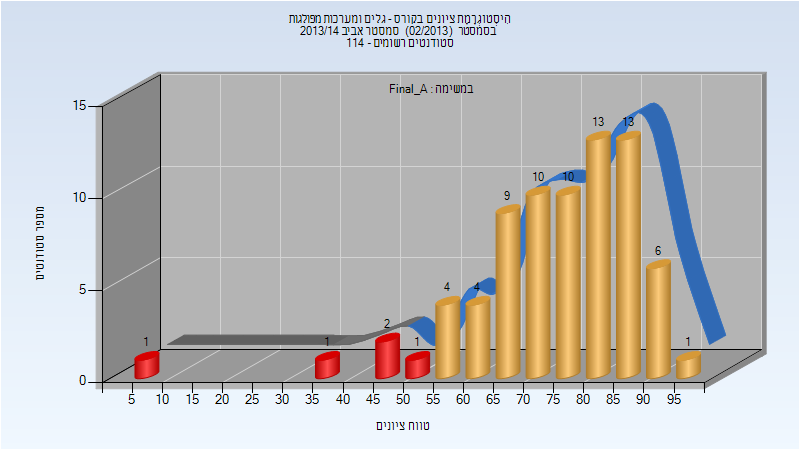 היסטוגרמת ציונים בקורס - גלים ומערכות מפולגות
בסמסטר (02/2013) סמסטר אביב 2013/14
סטודנטים רשומים - 114
במשימה : Final_A
מספר סטודנטים
15
10
5
0
1
1
2
1
4
4
9
10
10
13
13
6
1
5 10 15 20 25 30 35 40 45 50 55 60 65 70 75 80 85 90 95
טווח ציונים